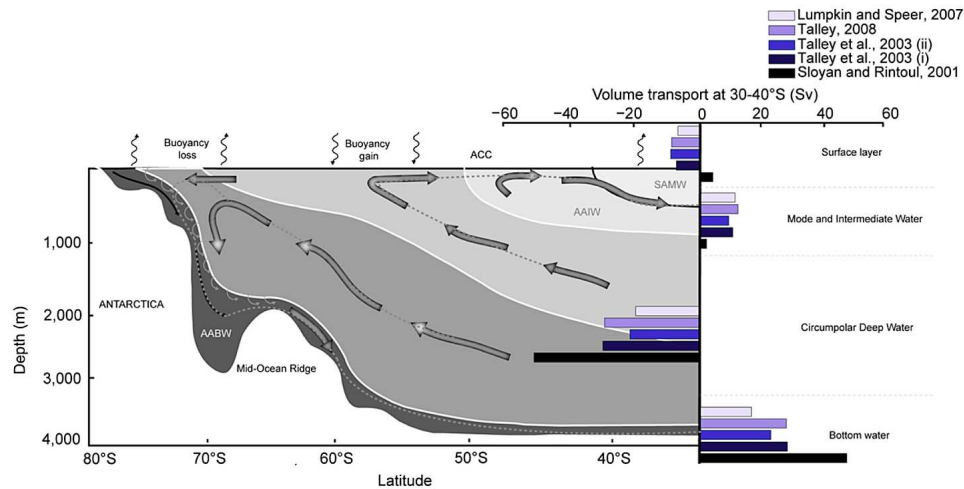 Lumpkin and Speer, 2007
Talley, 2008
Talley et al., 2003 (ii)
Talley et al., 2003 (i)
Sloyan and Rintoul, 2001
Volume transport at 30-40°S (Sv)
−60 −40 −20 0 20 40 60
Buoyancy loss
Buoyancy gain
ACC
Surface layer
SAMW
AAIW
Mode and Intermediate Water
1,000
ANTARCTICA
2,000
AABW
Circumpolar Deep Water
Mid-Ocean Ridge
3,000
4,000
Bottom water
Depth (m)
80°S 70°S 60°S 50°S 40°S
Latitude